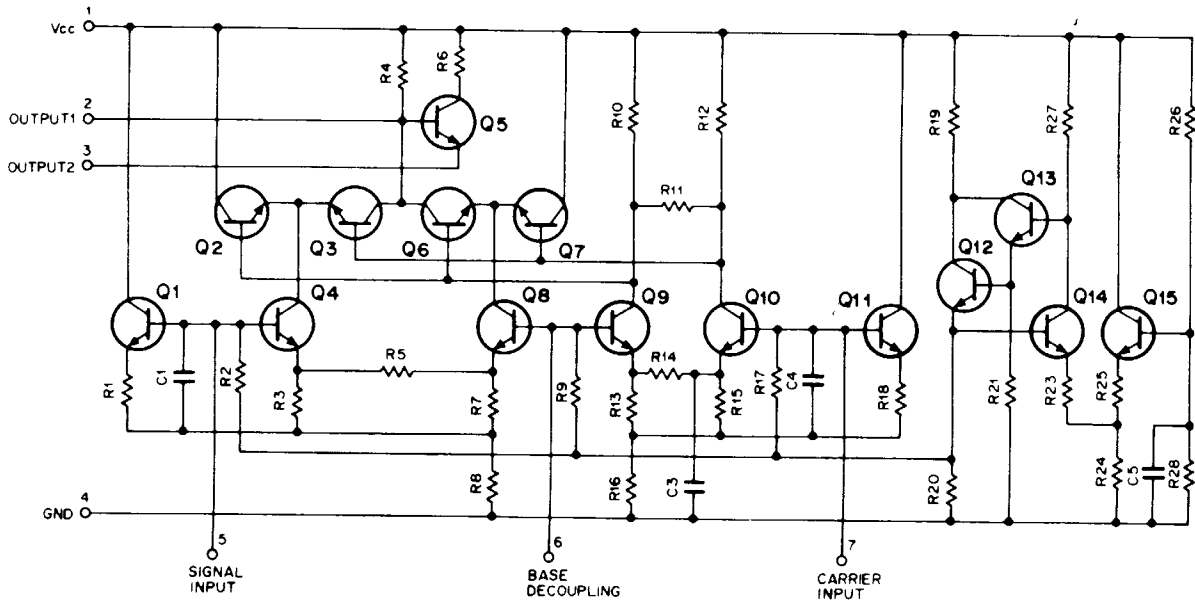 1
Vcc
2
OUTPUT1
3
OUTPUT2
R4
R6
Q5
R10
R12
R11
R19
R27
R26
Q13
Q2
Q3
Q6
Q7
Q12
Q1
Q4
Q8
Q9
Q10
Q11
Q14
Q15
R1
C1
R2
R3
R5
R7
R9
R14
R13
R15
R17
C4
R18
R21
R23
R25
R8
R16
C3
R20
R24
C5
R28
4
GND
5
SIGNAL
INPUT
6
BASE
DECOUPLING
7
CARRIER
INPUT